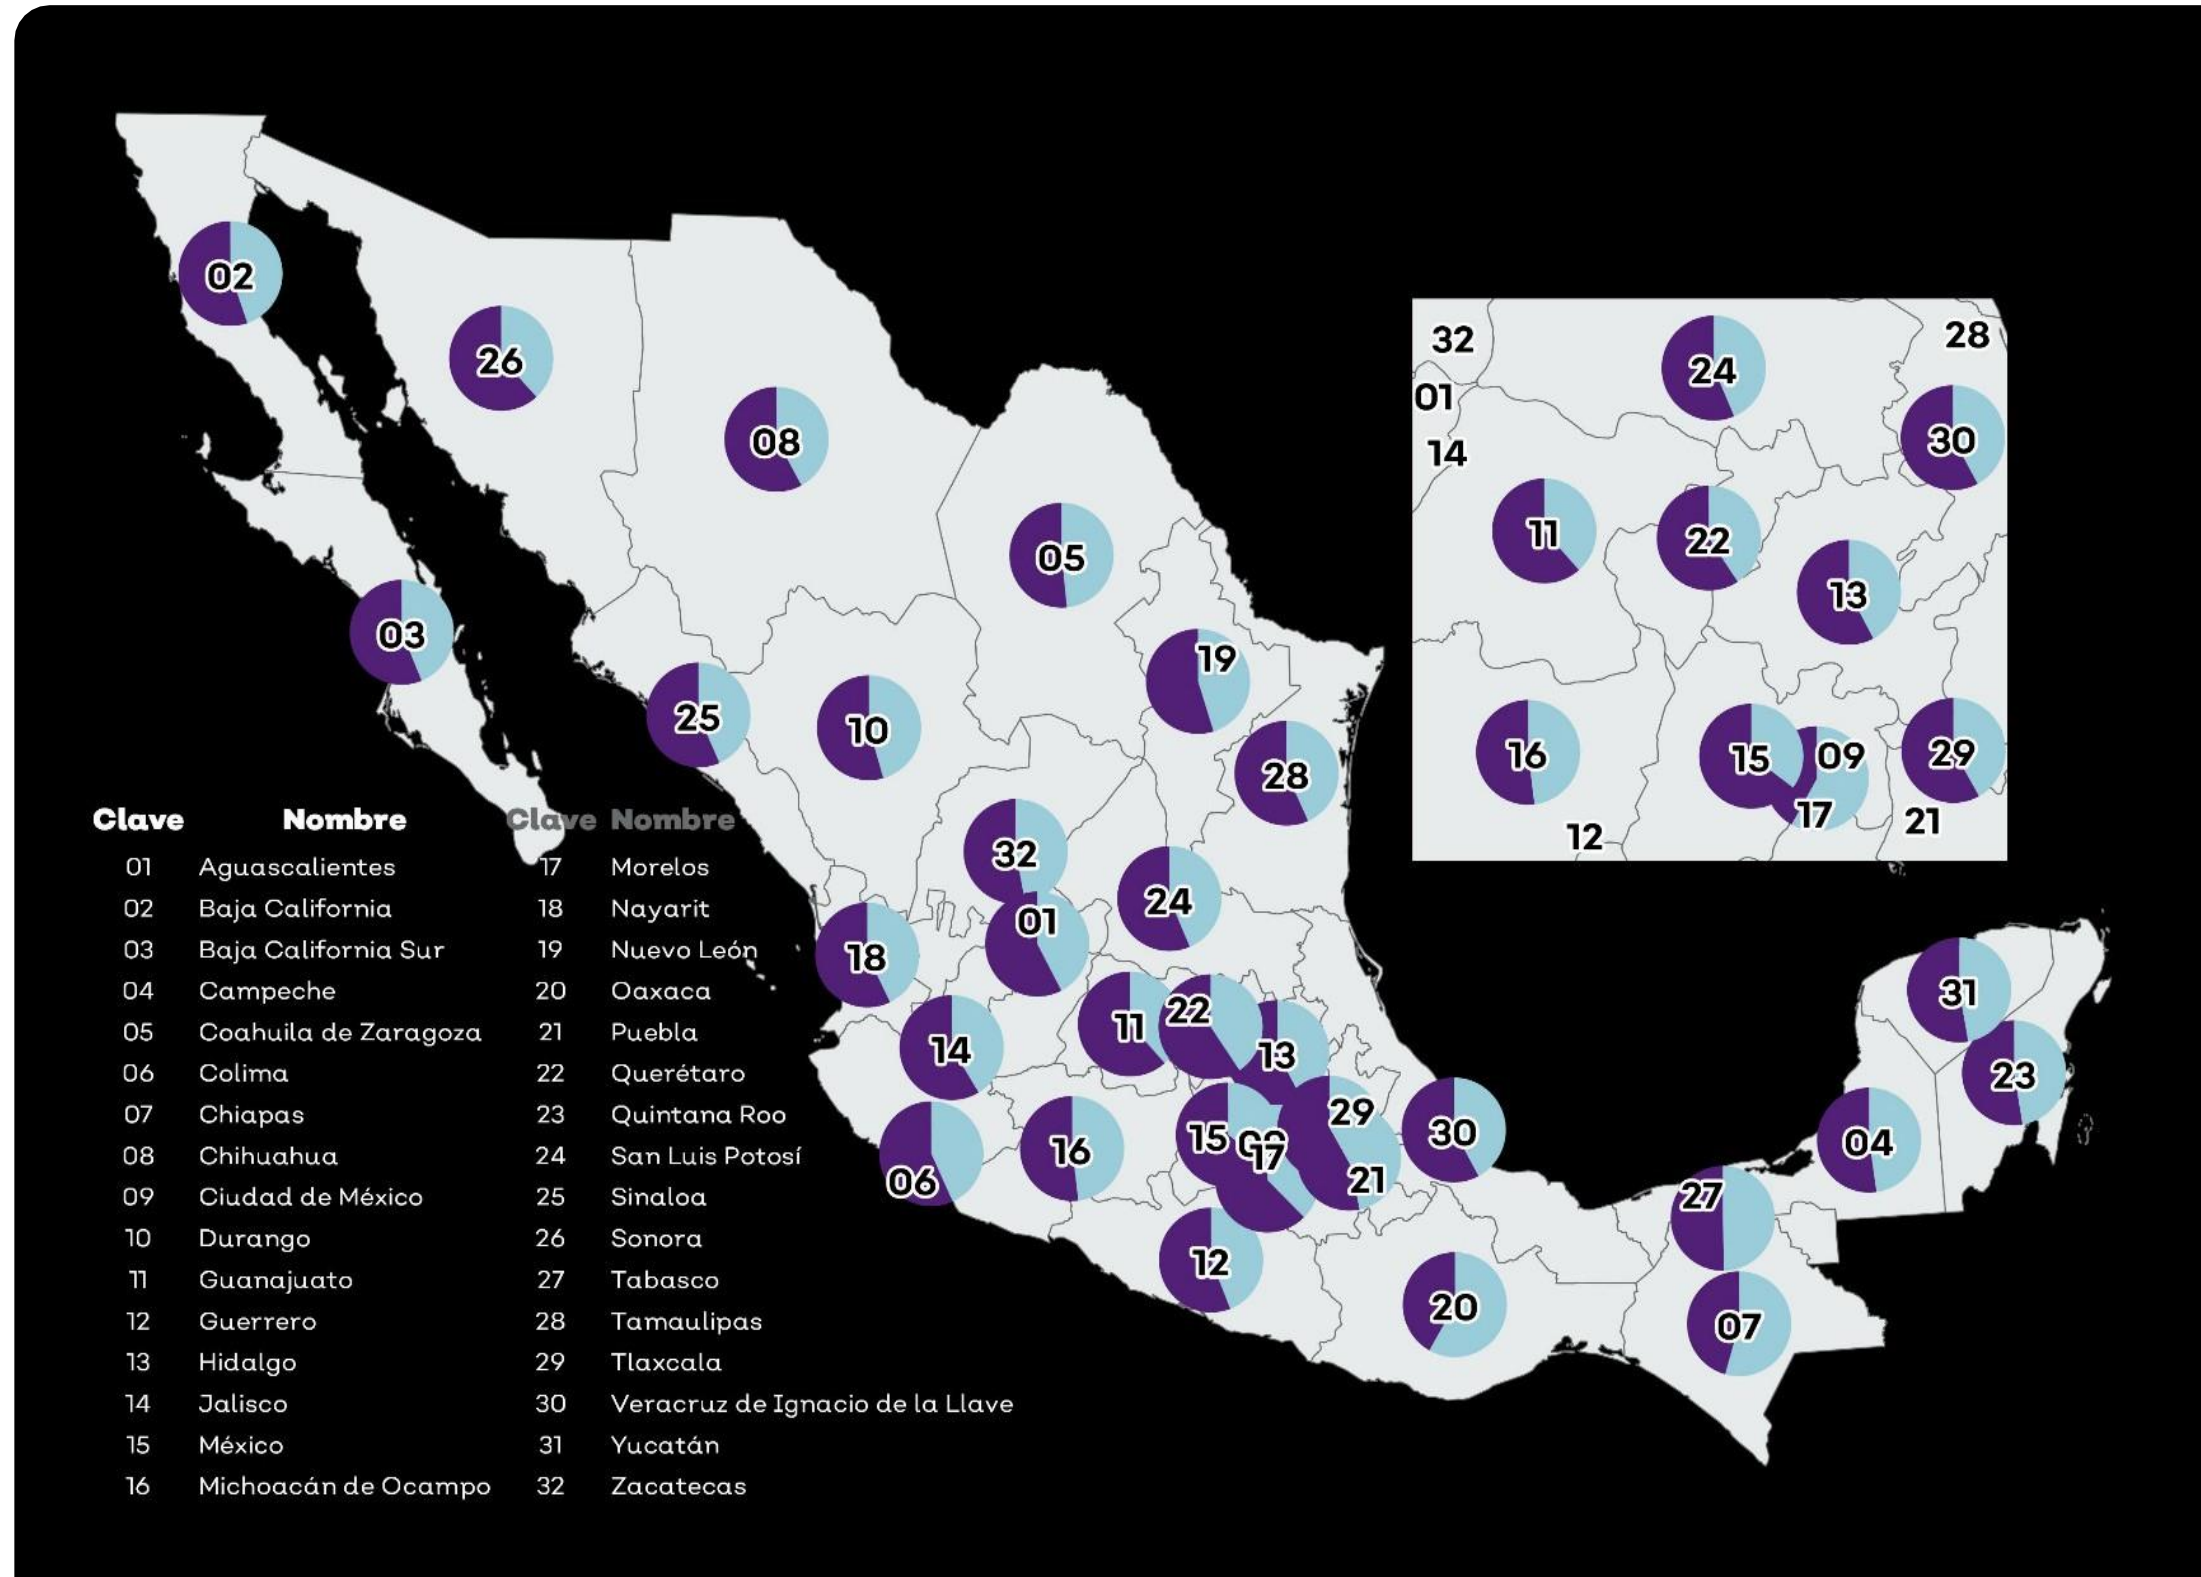 02
26
08
05
03
19
25
10
28
32
24
01
18
11
22
13
14
29
15
17
30
16
06
21
12
20
27
07
31
23
04
32
28
24
01
30
14
11
22
13
16
15
09
29
17
21
12
Clave Nombre Clave Nombre
01 Aguascalientes 17 Morelos
02 Baja California 18 Nayarit
03 Baja California Sur 19 Nuevo León
04 Campeche 20 Oaxaca
05 Coahuila de Zaragoza 21 Puebla
06 Colima 22 Querétaro
07 Chiapas 23 Quintana Roo
08 Chihuahua 24 San Luis Potosí
09 Ciudad de México 25 Sinaloa
10 Durango 26 Sonora
11 Guanajuato 27 Tabasco
12 Guerrero 28 Tamaulipas
13 Hidalgo 29 Tlaxcala
14 Jalisco 30 Veracruz de Ignacio de la Llave
15 México 31 Yucatán
16 Michoacán de Ocampo 32 Zacatecas